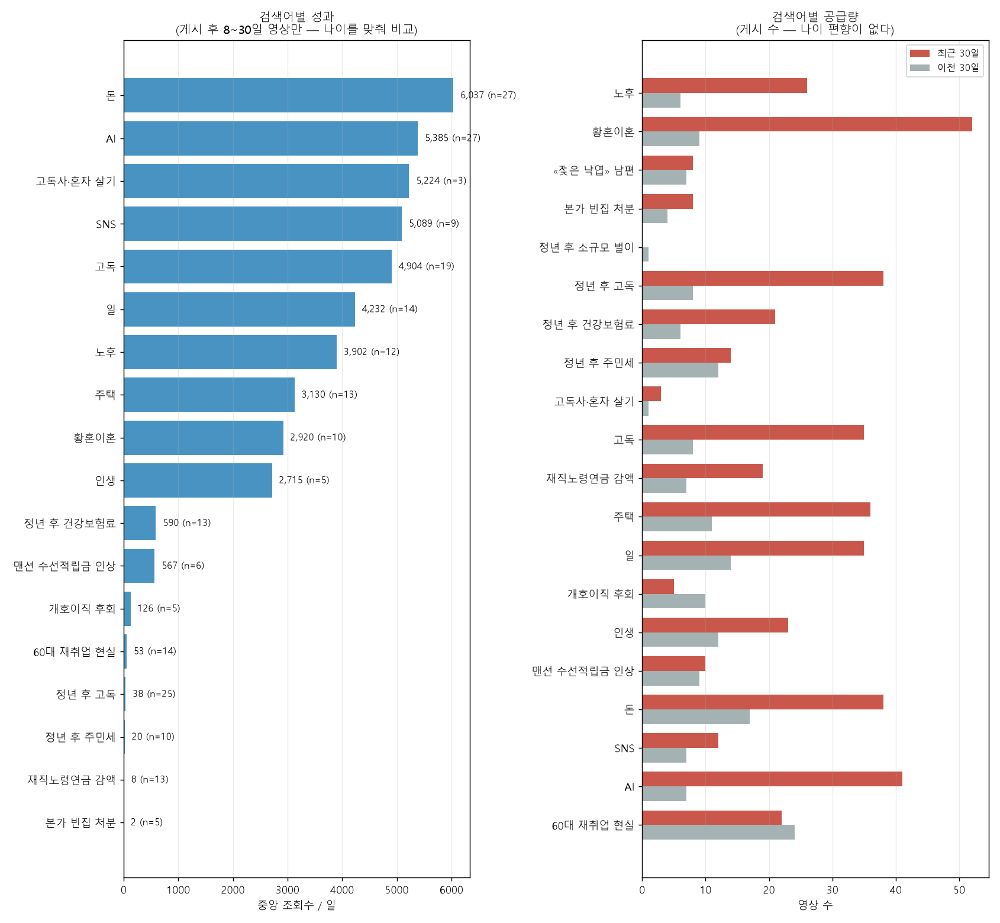 검색어별 성과
(게시 후 8~30일 영상만 — 나이를 맞춰 비교)
돈
6,037 (n=27)
AI
5,385 (n=27)
고독사·혼자 살기
5,224 (n=3)
SNS
5,089 (n=9)
고독
4,904 (n=19)
일
4,232 (n=14)
노후
3,902 (n=12)
주택
3,130 (n=13)
황혼이혼
2,920 (n=10)
인생
2,715 (n=5)
정년 후 건강보험료
590 (n=13)
맨션 수선적립금 인상
567 (n=6)
개호이직 후회
126 (n=5)
60대 재취업 현실
53 (n=14)
정년 후 고독
38 (n=25)
정년 후 주민세
20 (n=10)
재직노령연금 감액
8 (n=13)
본가 빈집 처분
2 (n=5)
0 1000 2000 3000 4000 5000 6000
중앙 조회수 / 일
검색어별 공급량
(게시 수 — 나이 편향이 없다)
최근 30일
이전 30일
노후
황혼이혼
«젖은 낙엽» 남편
본가 빈집 처분
정년 후 소규모 벌이
정년 후 고독
정년 후 건강보험료
정년 후 주민세
고독사·혼자 살기
고독
재직노령연금 감액
주택
일
개호이직 후회
인생
맨션 수선적립금 인상
돈
SNS
AI
60대 재취업 현실
0 10 20 30 40 50
영상 수